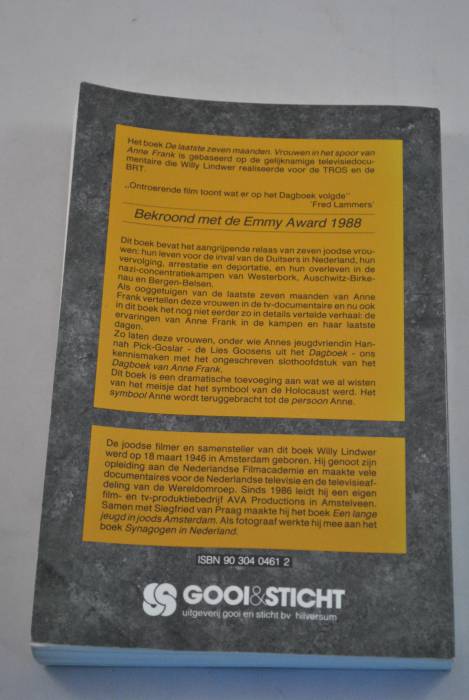 Het boek De laatste zeven maanden. Vrouwen in het spoor van
Anne Frank is gebaseerd op de gelijknamige televisiedocu-
mentaire die Willy Lindwer realiseerde voor de TROS en de
BRT.
„Ontroerende film toont wat er op het Dagboek volgde"
'Fred Lammers'
Bekroond met de Emmy Award 1988
Dit boek bevat het aangrijpende relaas van zeven joodse vrou-
wen: hun leven voor de inval van de Duitsers in Nederland, hun
vervolging, arrestatie en deportatie, en hun overleven in de
nazi-concentratiekampen van Westerbork, Auschwitz-Birke-
nau en Bergen-Belsen.
Als ooggetuigen van de laatste zeven maanden van Anne
Frank vertellen deze vrouwen in de tv-documentaire en nu ook
in dit boek het nog niet eerder zo in details vertelde verhaal: de
ervaringen van Anne Frank in de kampen en haar laatste
dagen.
Zo laten deze vrouwen, onder wie Annes jeugdvriendin Han-
nah Pick-Goslar - de Lies Goosens uit het Dagboek - ons
kennismaken met het ongeschreven slothoofdstuk van het
Dagboek van Anne Frank.
Dit boek is een dramatische toevoeging aan wat we al wisten
van het meisje dat het symbool van de Holocaust werd. Het
symbool Anne wordt teruggebracht tot de persoon Anne.
De joodse filmer en samensteller van dit boek Willy Lindwer
werd op 18 maart 1946 in Amsterdam geboren. Hij genoot zijn
opleiding aan de Nederlandse Filmacademie en maakte vele
documentaires voor de Nederlandse televisie en de televisieaf-
deling van de Wereldomroep. Sinds 1986 leidt hij een eigen
film- en tv-produktiebedrijf AVA Productions in Amstelveen.
Samen met Siegfried van Praag maakte hij het boek Een lange
jeugd in joods Amsterdam. Als fotograaf werkte hij mee aan het
boek Synagogen in Nederland.
ISBN 90 304 0461 2
GOOI&STICHT
uitgeverij gooi en sticht bv hilversum